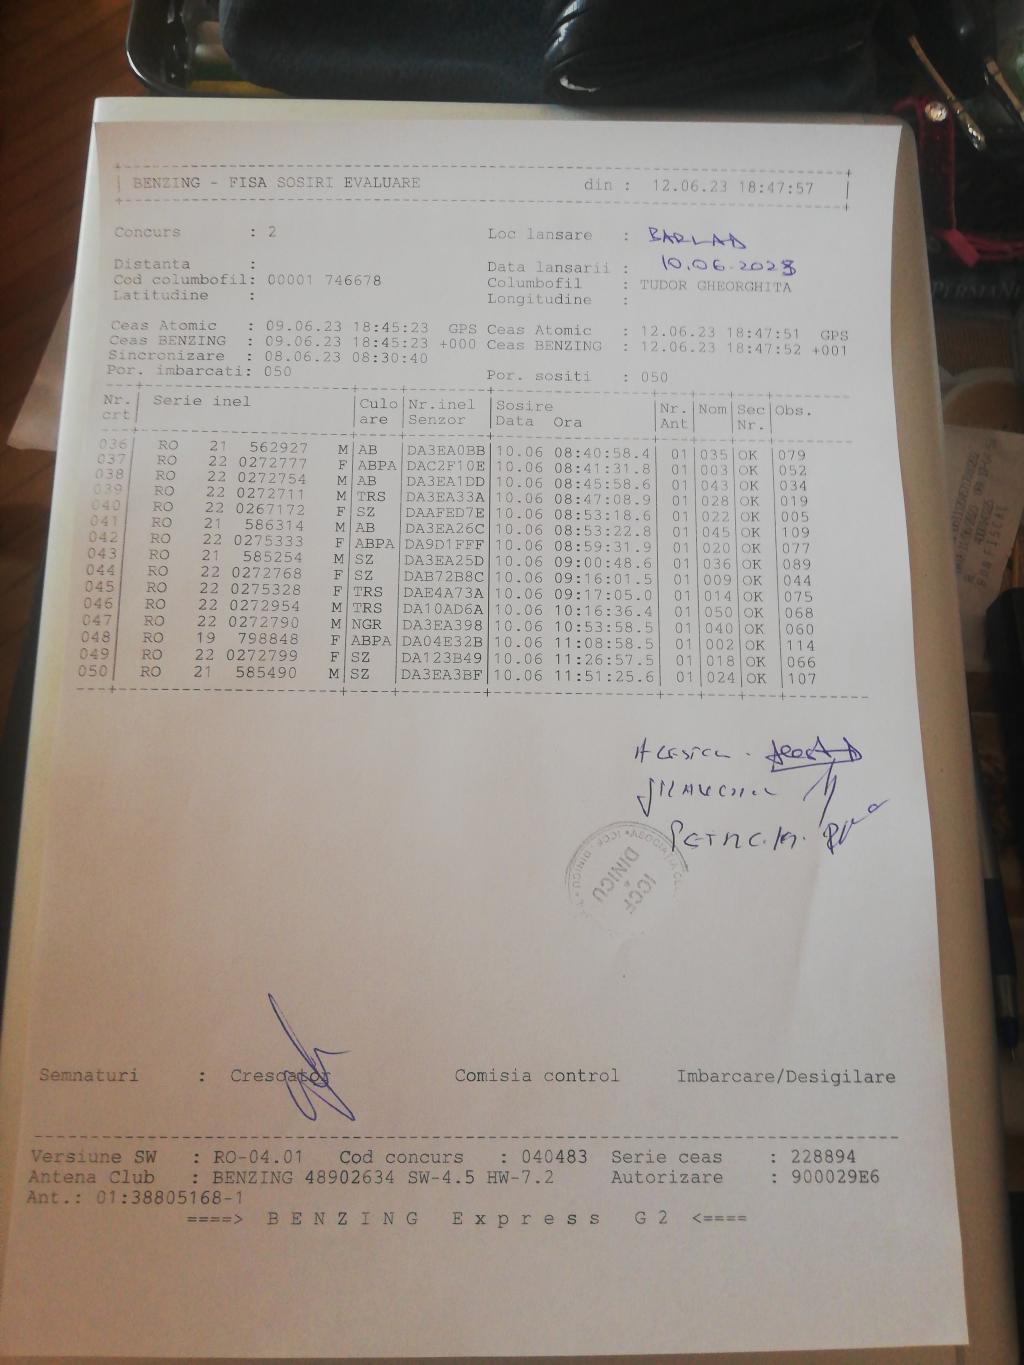 BENZING - FISA SOSIRI EVALUARE din : 12.06.23 18:47:57
Concurs : 2 Loc lansare : BARLAD
Distanta : Data lansarii : 10.06.2023
Cod columbofil: 00001 746678 Columbofil : TUDOR GHEORGHITA
Latitudine : Longitudine :
Ceas Atomic : 09.06.23 18:45:23 GPS Ceas Atomic : 12.06.23 18:47:51 GPS
Ceas BENZING : 09.06.23 18:45:23 +000 Ceas BENZING : 12.06.23 18:47:52 +001
Sincronizare : 08.06.23 08:30:40
Por. imbarcati: 050 Por. sositi : 050
Nr. Serie inel Culo Nr.inel Sosire Nr. Nom Sec Obs.
crt are Senzor Data Ora Ant Nr.
036 RO 21 562927 M AB DA3EA0BB 10.06 08:40:58.4 01 035 OK 079
037 RO 22 0272777 F ABPA DAC2F10E 10.06 08:41:31.8 01 003 OK 052
038 RO 22 0272754 M AB DA3EA1DD 10.06 08:45:58.6 01 043 OK 034
039 RO 22 0272711 M TRS DA3EA33A 10.06 08:47:08.9 01 028 OK 019
040 RO 22 0267172 F SZ DAAFED7E 10.06 08:53:18.6 01 022 OK 005
041 RO 21 586314 M AB DA3EA26C 10.06 08:53:22.8 01 045 OK 109
042 RO 22 0275333 F ABPA DA9D1FFF 10.06 08:59:31.9 01 020 OK 077
043 RO 21 585254 M SZ DA3EA25D 10.06 09:00:48.6 01 036 OK 089
044 RO 22 0272768 F SZ DAB72B8C 10.06 09:16:01.5 01 009 OK 044
045 RO 22 0275328 F TRS DAE4A73A 10.06 09:17:05.0 01 014 OK 075
046 RO 22 0272954 M TRS DA10AD6A 10.06 10:16:36.4 01 050 OK 068
047 RO 22 0272790 M NGR DA3EA398 10.06 10:53:58.5 01 040 OK 060
048 RO 19 798848 F ABPA DA04E32B 10.06 11:08:58.5 01 002 OK 114
049 RO 22 0272799 F SZ DA123B49 10.06 11:26:57.5 01 018 OK 066
050 RO 21 585490 M SZ DA3EA3BF 10.06 11:51:25.6 01 024 OK 107
ICCF
DINICU
Semnaturi : Crescator Comisia control Imbarcare/Desigilare
Versiune SW : RO-04.01 Cod concurs : 040483 Serie ceas : 228894
Antena Club : BENZING 48902634 SW-4.5 HW-7.2 Autorizare : 900029E6
Ant.: 01:38805168-1
====> BENZING Express G2 <====